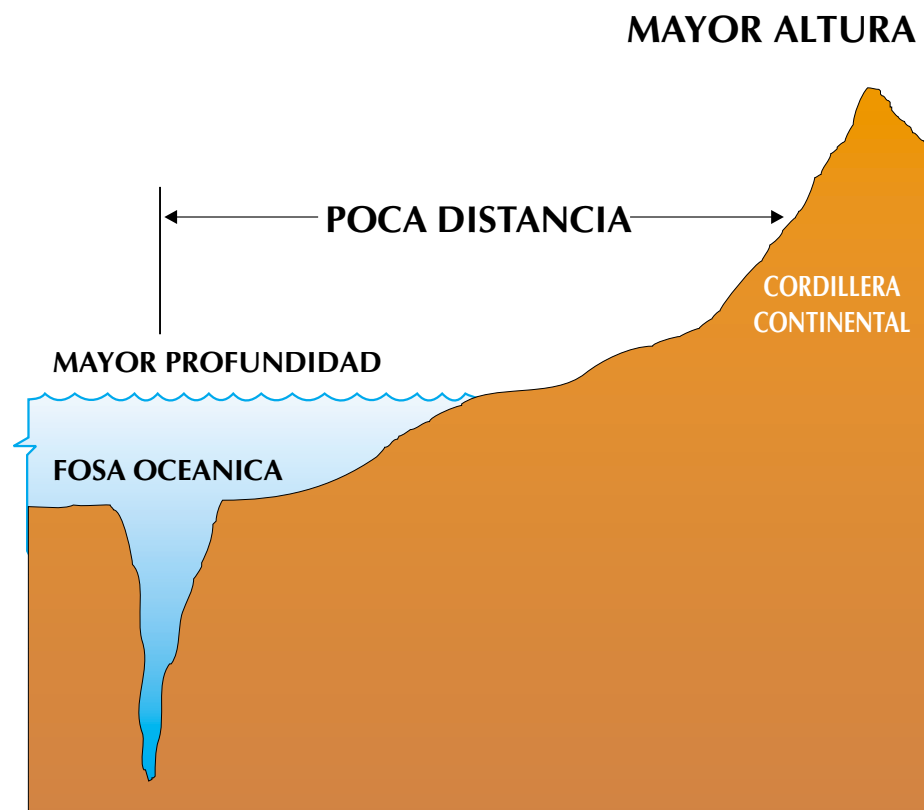 MAYOR ALTURA
POCA DISTANCIA
CORDILLERA
CONTINENTAL
MAYOR PROFUNDIDAD
FOSA OCEANICA